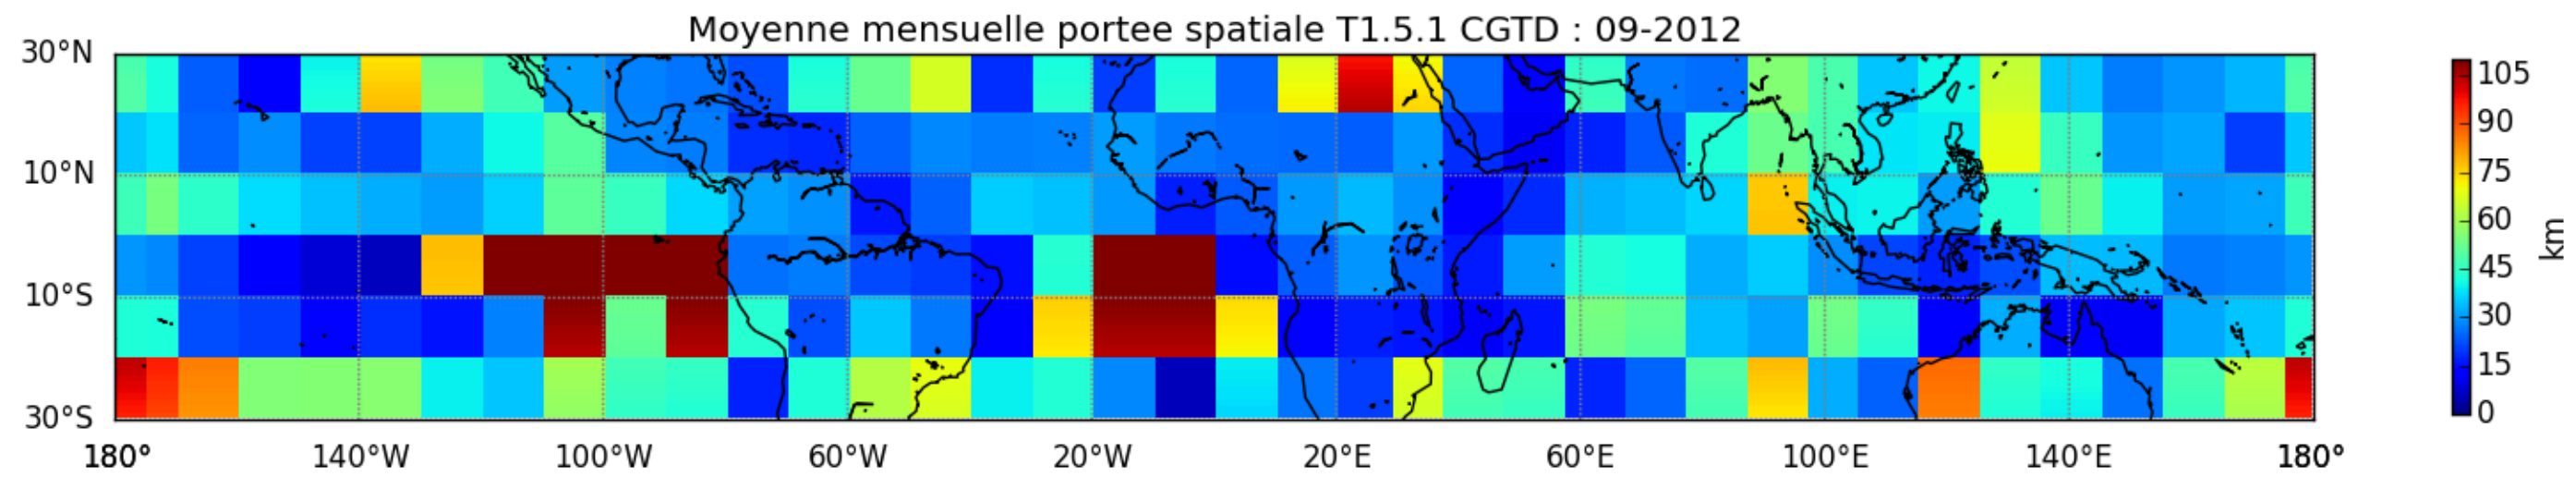 Moyenne mensuelle portee spatiale T1.5.1 CGTD : 09-2012
30°N
10°N
10°S
30°S
180° 140°W 100°W 60°W 20°W 20°E 60°E 100°E 140°E 180°
105
90
75
60
45
30
15
0
km